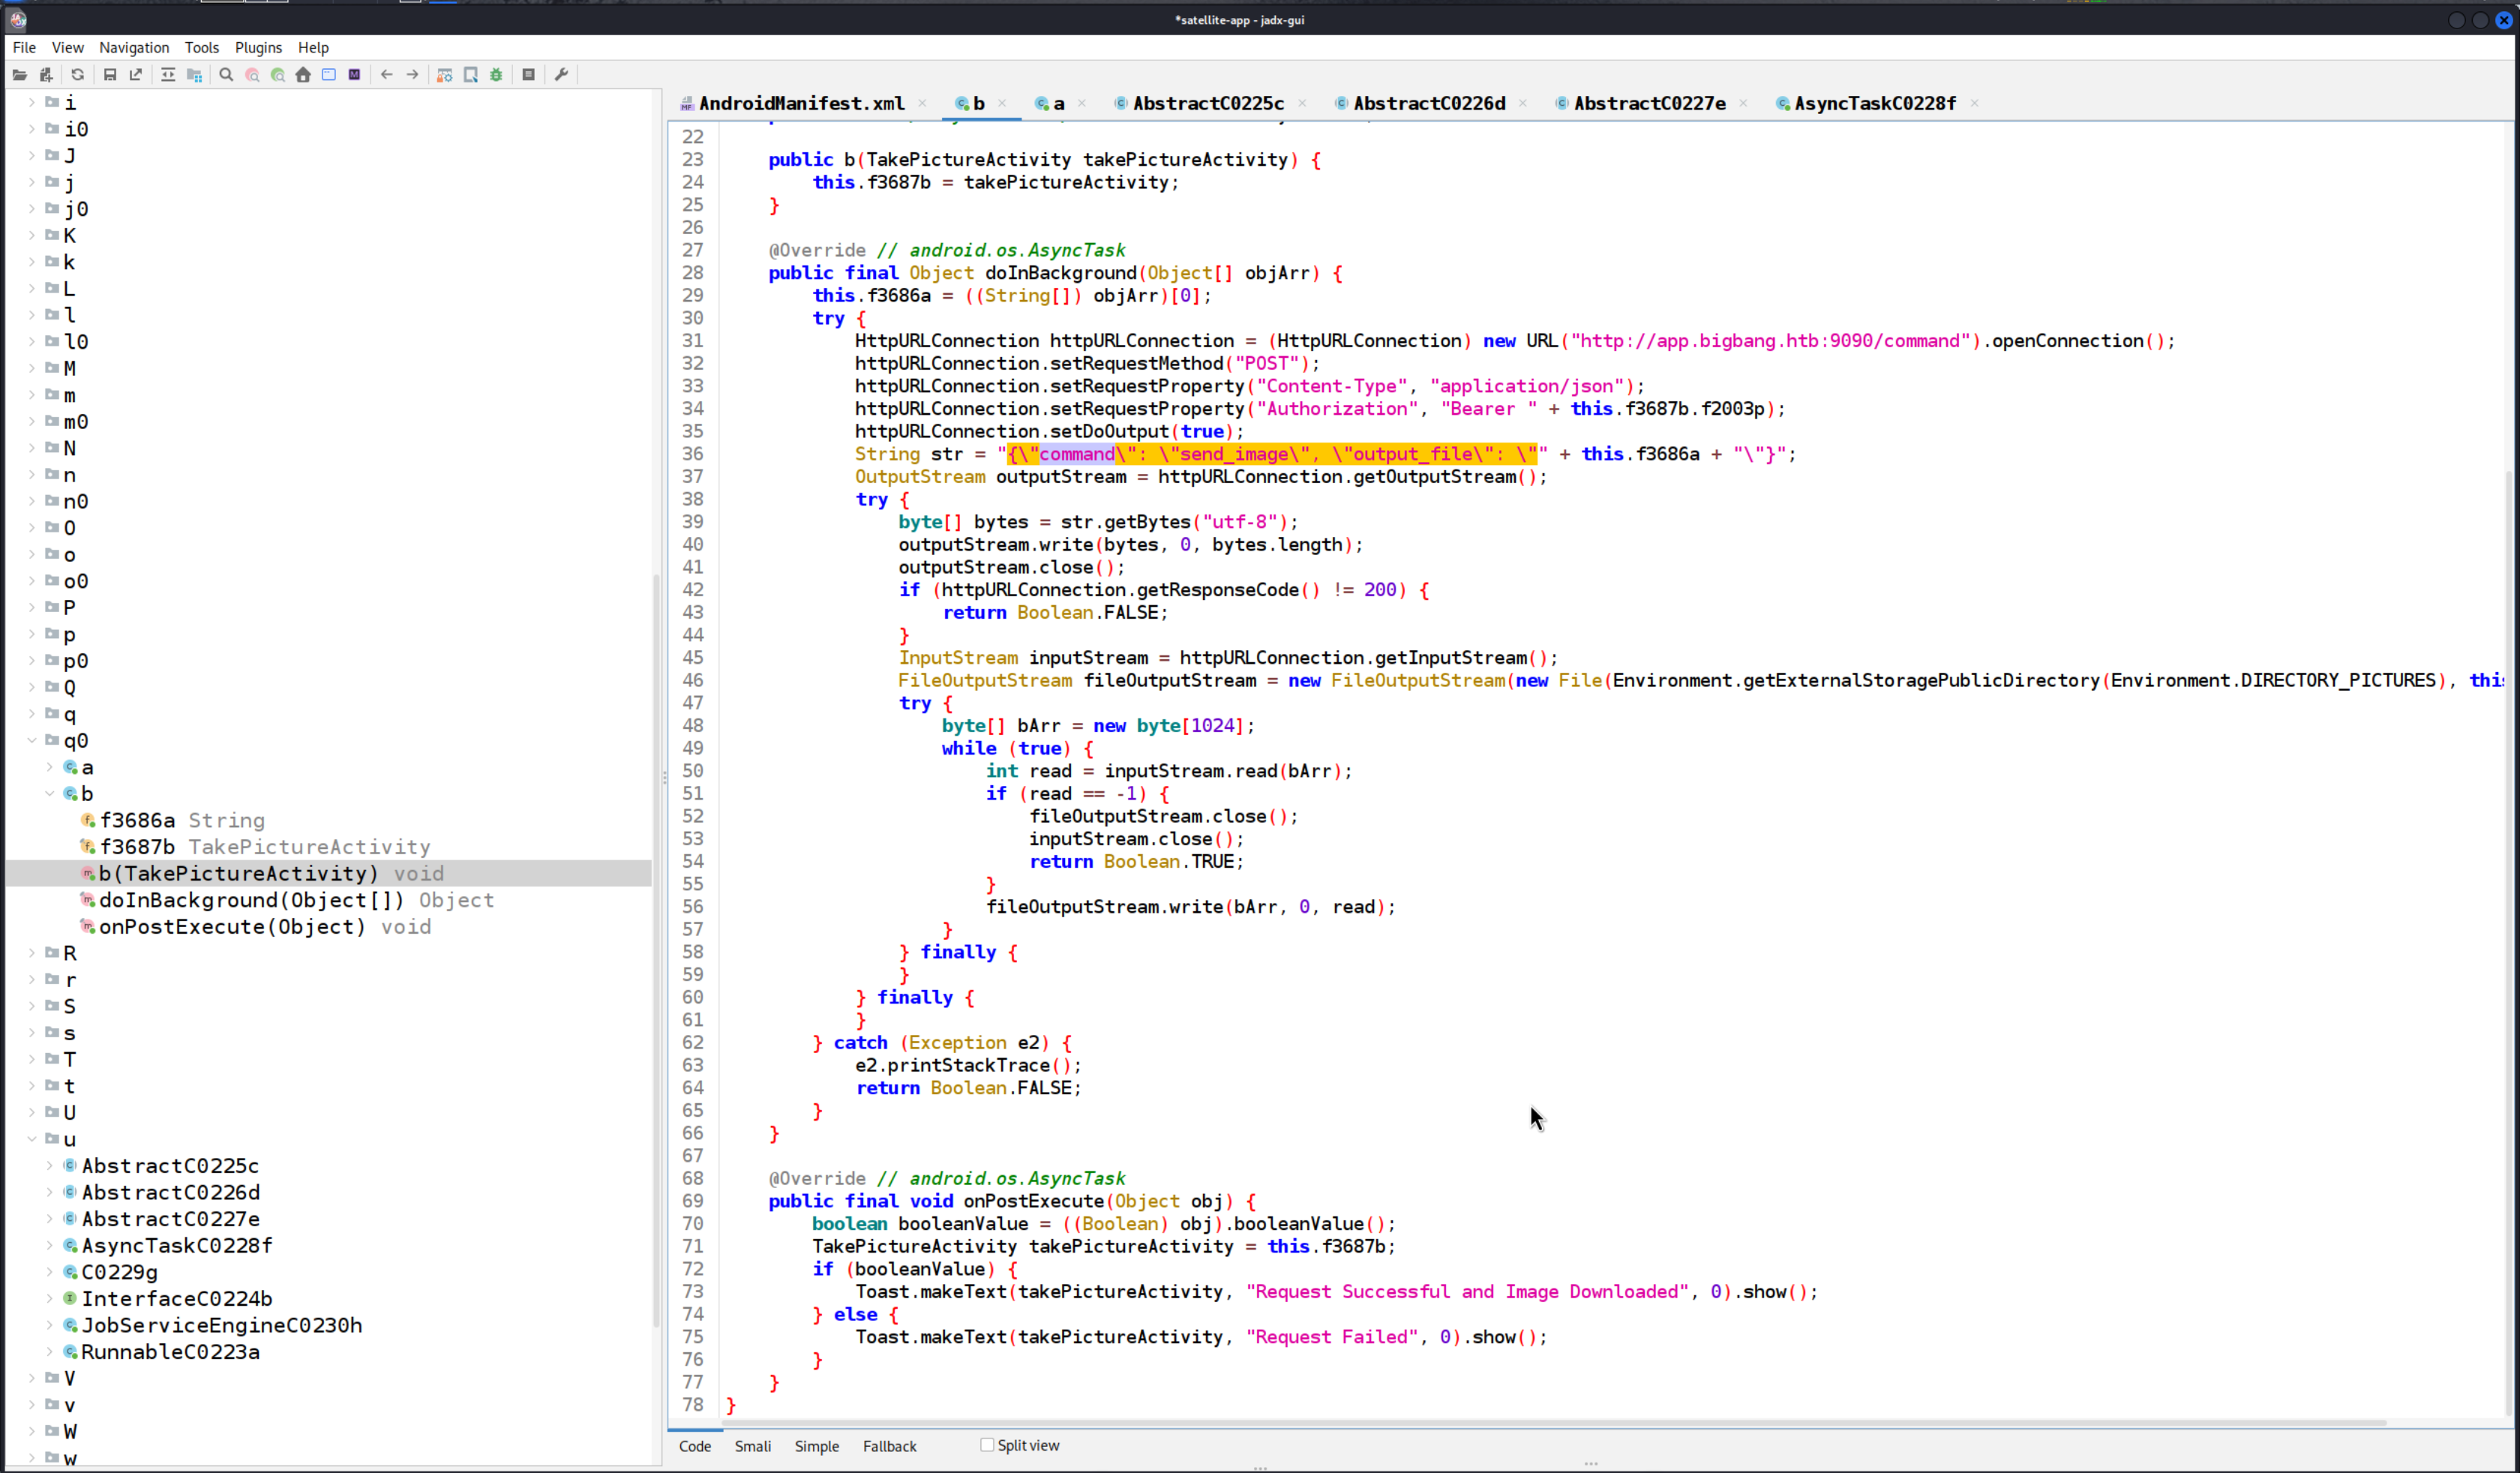 *satellite-app - jadx-gui
File View Navigation Tools Plugins Help
i
i0
J
j
j0
K
k
L
l
l0
M
m
m0
N
n
n0
O
o
o0
P
p
p0
Q
q
q0
a
b
f3686a String
f3687b TakePictureActivity
b(TakePictureActivity) void
doInBackground(Object[]) Object
onPostExecute(Object) void
R
r
S
s
T
t
U
u
AbstractC0225c
AbstractC0226d
AbstractC0227e
AsyncTaskC0228f
C0229g
InterfaceC0224b
JobServiceEngineC0230h
RunnableC0223a
V
v
W
w
AndroidManifest.xml b a AbstractC0225c AbstractC0226d AbstractC0227e AsyncTaskC0228f
22
23 public b(TakePictureActivity takePictureActivity) {
24 this.f3687b = takePictureActivity;
25 }
26
27 @Override // android.os.AsyncTask
28 public final Object doInBackground(Object[] objArr) {
29 this.f3686a = ((String[]) objArr)[0];
30 try {
31 HttpURLConnection httpURLConnection = (HttpURLConnection) new URL("http://app.bigbang.htb:9090/command").openConnection();
32 httpURLConnection.setRequestMethod("POST");
33 httpURLConnection.setRequestProperty("Content-Type", "application/json");
34 httpURLConnection.setRequestProperty("Authorization", "Bearer " + this.f3687b.f2003p);
35 httpURLConnection.setDoOutput(true);
36 String str = "{\"command\": \"send_image\", \"output_file\": \"" + this.f3686a + "\"}";
37 OutputStream outputStream = httpURLConnection.getOutputStream();
38 try {
39 byte[] bytes = str.getBytes("utf-8");
40 outputStream.write(bytes, 0, bytes.length);
41 outputStream.close();
42 if (httpURLConnection.getResponseCode() != 200) {
43 return Boolean.FALSE;
44 }
45 InputStream inputStream = httpURLConnection.getInputStream();
46 FileOutputStream fileOutputStream = new FileOutputStream(new File(Environment.getExternalStoragePublicDirectory(Environment.DIRECTORY_PICTURES), this
47 try {
48 byte[] bArr = new byte[1024];
49 while (true) {
50 int read = inputStream.read(bArr);
51 if (read == -1) {
52 fileOutputStream.close();
53 inputStream.close();
54 return Boolean.TRUE;
55 }
56 fileOutputStream.write(bArr, 0, read);
57 }
58 } finally {
59 }
60 } finally {
61 }
62 } catch (Exception e2) {
63 e2.printStackTrace();
64 return Boolean.FALSE;
65 }
66 }
67
68 @Override // android.os.AsyncTask
69 public final void onPostExecute(Object obj) {
70 boolean booleanValue = ((Boolean) obj).booleanValue();
71 TakePictureActivity takePictureActivity = this.f3687b;
72 if (booleanValue) {
73 Toast.makeText(takePictureActivity, "Request Successful and Image Downloaded", 0).show();
74 } else {
75 Toast.makeText(takePictureActivity, "Request Failed", 0).show();
76 }
77 }
78 }
Code Smali Simple Fallback Split view